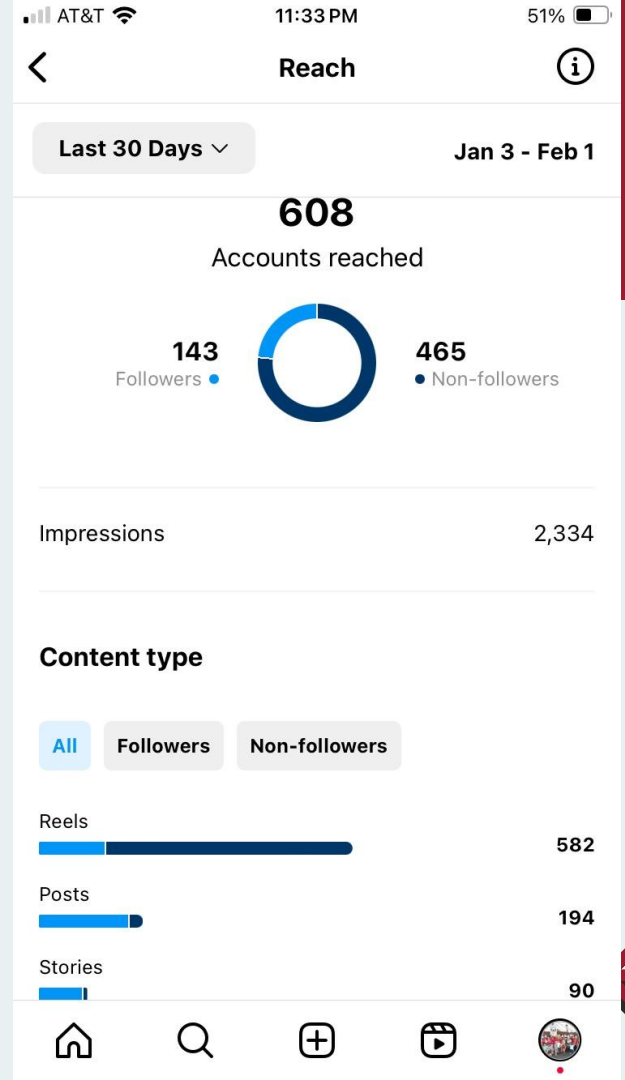 AT&T 11:33 PM 51%
Reach
Last 30 Days Jan 3 - Feb 1
608
Accounts reached
143 465
Followers Non-followers
Impressions 2,334
Content type
All Followers Non-followers
Reels
582
Posts
194
Stories
90